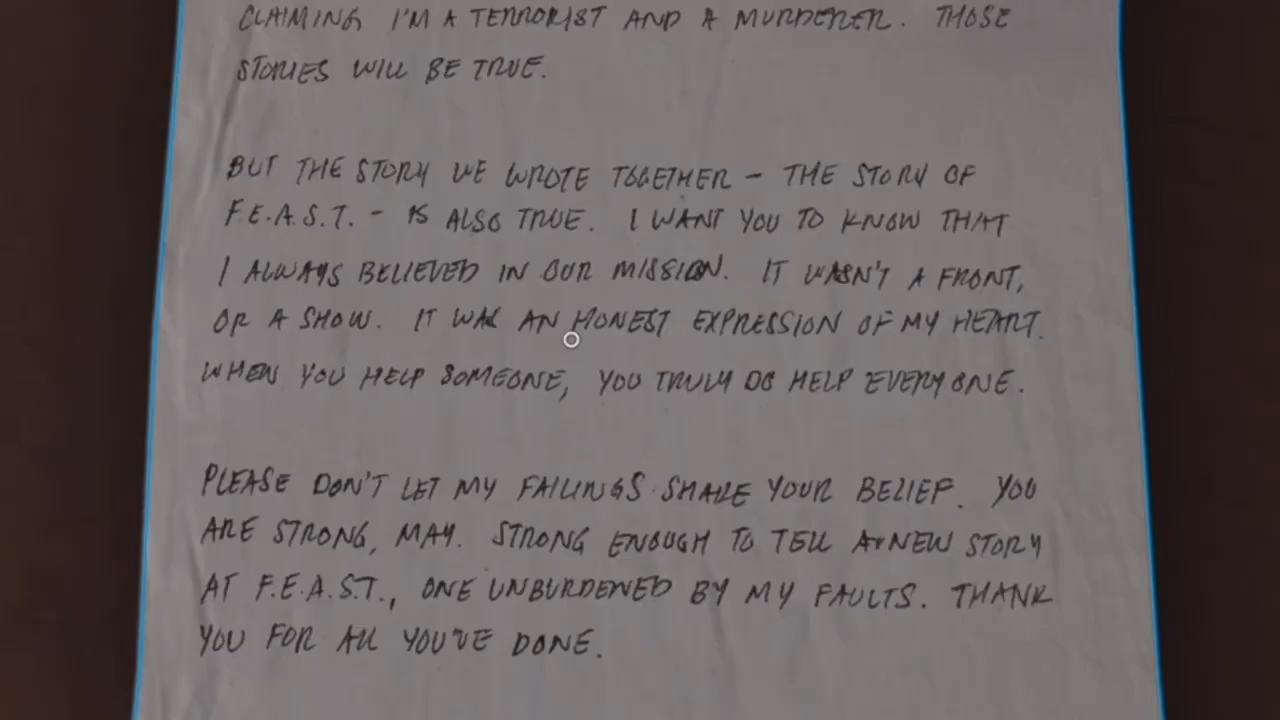 CLAIMING I'M A TERRORIST AND A MURDERER. THOSE
STORIES WILL BE TRUE.
BUT THE STORY WE WROTE TOGETHER - THE STORY OF
F.E.A.S.T. - IS ALSO TRUE. I WANT YOU TO KNOW THAT
I ALWAYS BELIEVED IN OUR MISSION. IT WASN'T A FRONT,
OR A SHOW. IT WAS AN HONEST EXPRESSION OF MY HEART.
WHEN YOU HELP SOMEONE, YOU TRULY DO HELP EVERYONE.
PLEASE DON'T LET MY FAILINGS SHAKE YOUR BELIEF. YOU
ARE STRONG, MAY. STRONG ENOUGH TO TELL A NEW STORY
AT F.E.A.S.T., ONE UNBURDENED BY MY FAULTS. THANK
YOU FOR ALL YOU'VE DONE.